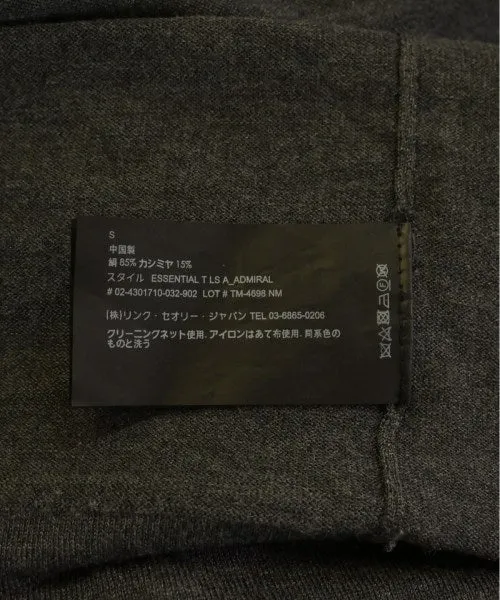 S
中国製
絹 85% カシミヤ 15%
スタイル ESSENTIAL T LS A_ADMIRAL
# 02-4301710-032-902 LOT # TM-4698 NM
(株)リンク・セオリー・ジャパン TEL 03-6865-0206
クリーニングネット使用．アイロンはあて布使用．同系色の
ものと洗う